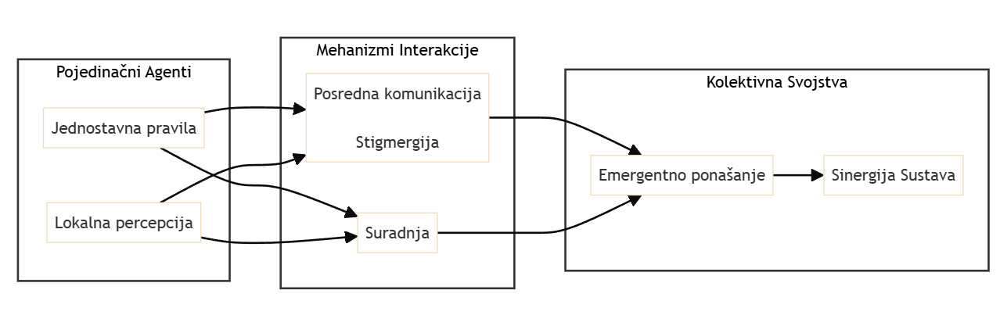 Pojedinačni Agenti
Jednostavna pravila
Lokalna percepcija
Mehanizmi Interakcije
Posredna komunikacija
Stigmergija
Suradnja
Kolektivna Svojstva
Emergentno ponašanje
Sinergija Sustava